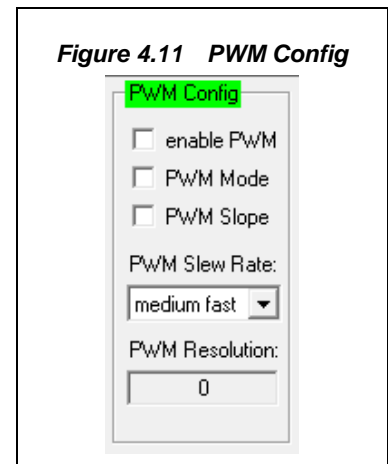 Figure 4.11 PWM Config
PWM Config
enable PWM
PWM Mode
PWM Slope
PWM Slew Rate:
medium fast
PWM Resolution:
0